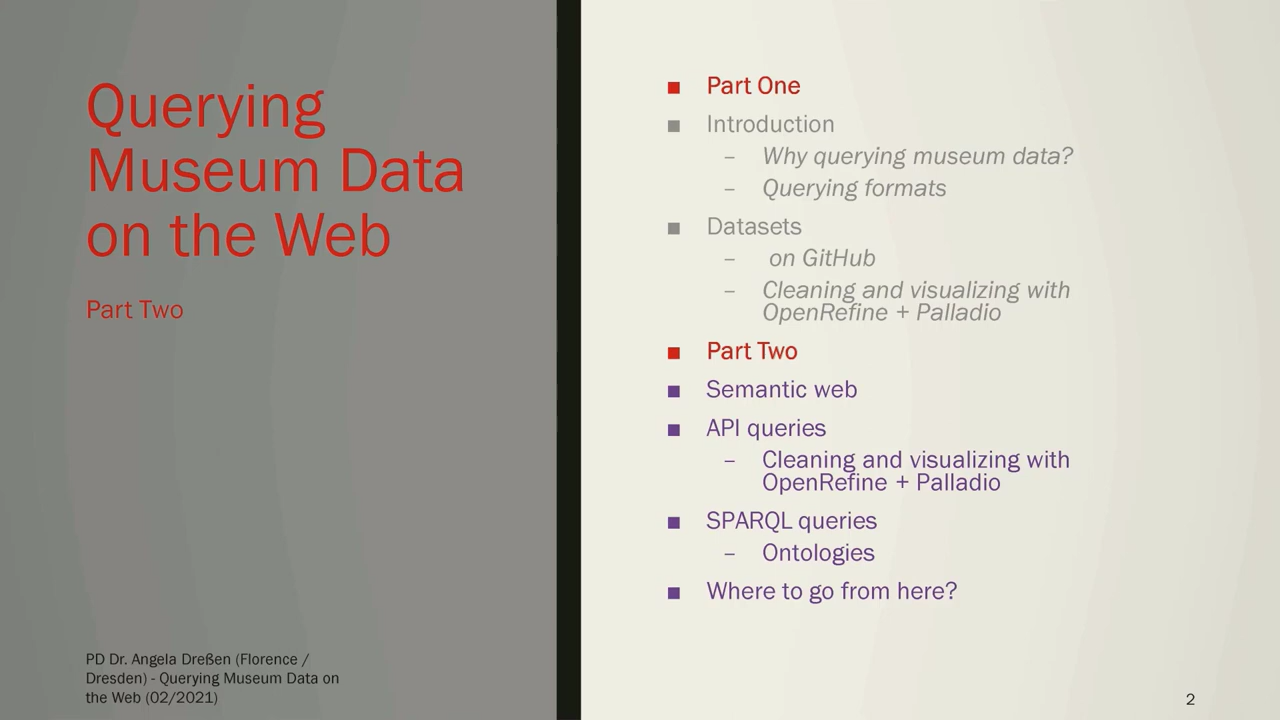 Querying
Museum Data
on the Web
Part Two
PD Dr. Angela Dreßen (Florence /
Dresden) - Querying Museum Data on
the Web (02/2021)
■ Part One
■ Introduction
– Why querying museum data?
– Querying formats
■ Datasets
– on GitHub
– Cleaning and visualizing with
OpenRefine + Palladio
■ Part Two
■ Semantic web
■ API queries
– Cleaning and visualizing with
OpenRefine + Palladio
■ SPARQL queries
– Ontologies
■ Where to go from here?
2